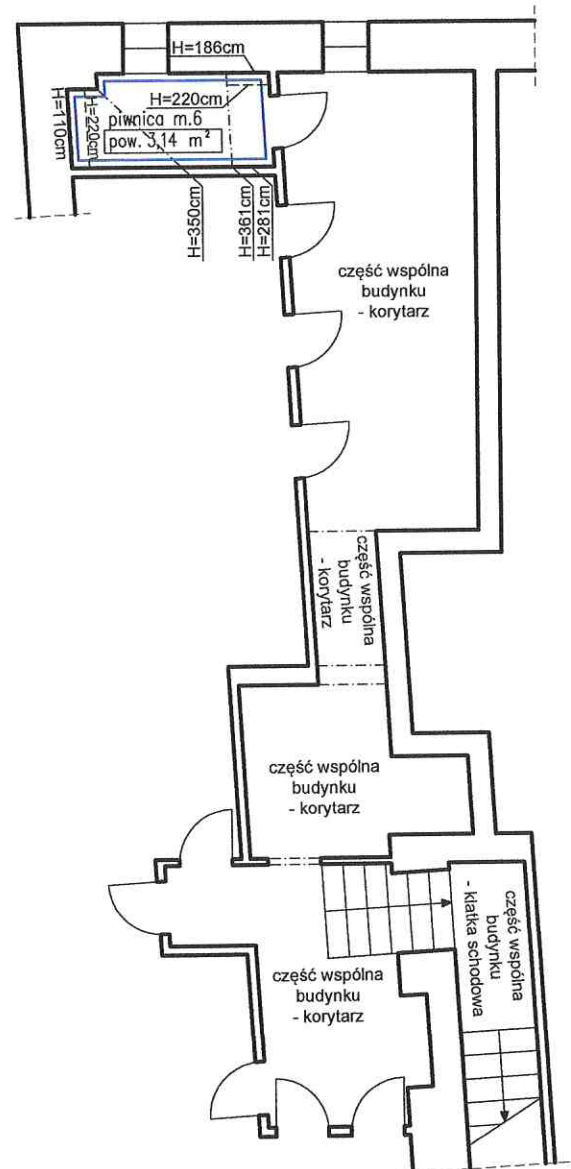 H=186cm
H=220cm
H=110cm
H=220cm
piwnica m.6
pow. 3,14 m²
H=350cm
H=361cm
H=281cm
część wspólna
budynku
- korytarz
część wspólna
budynku
- korytarz
część wspólna
budynku
- korytarz
część wspólna
budynku
- klatka schodowa
część wspólna
budynku
- korytarz